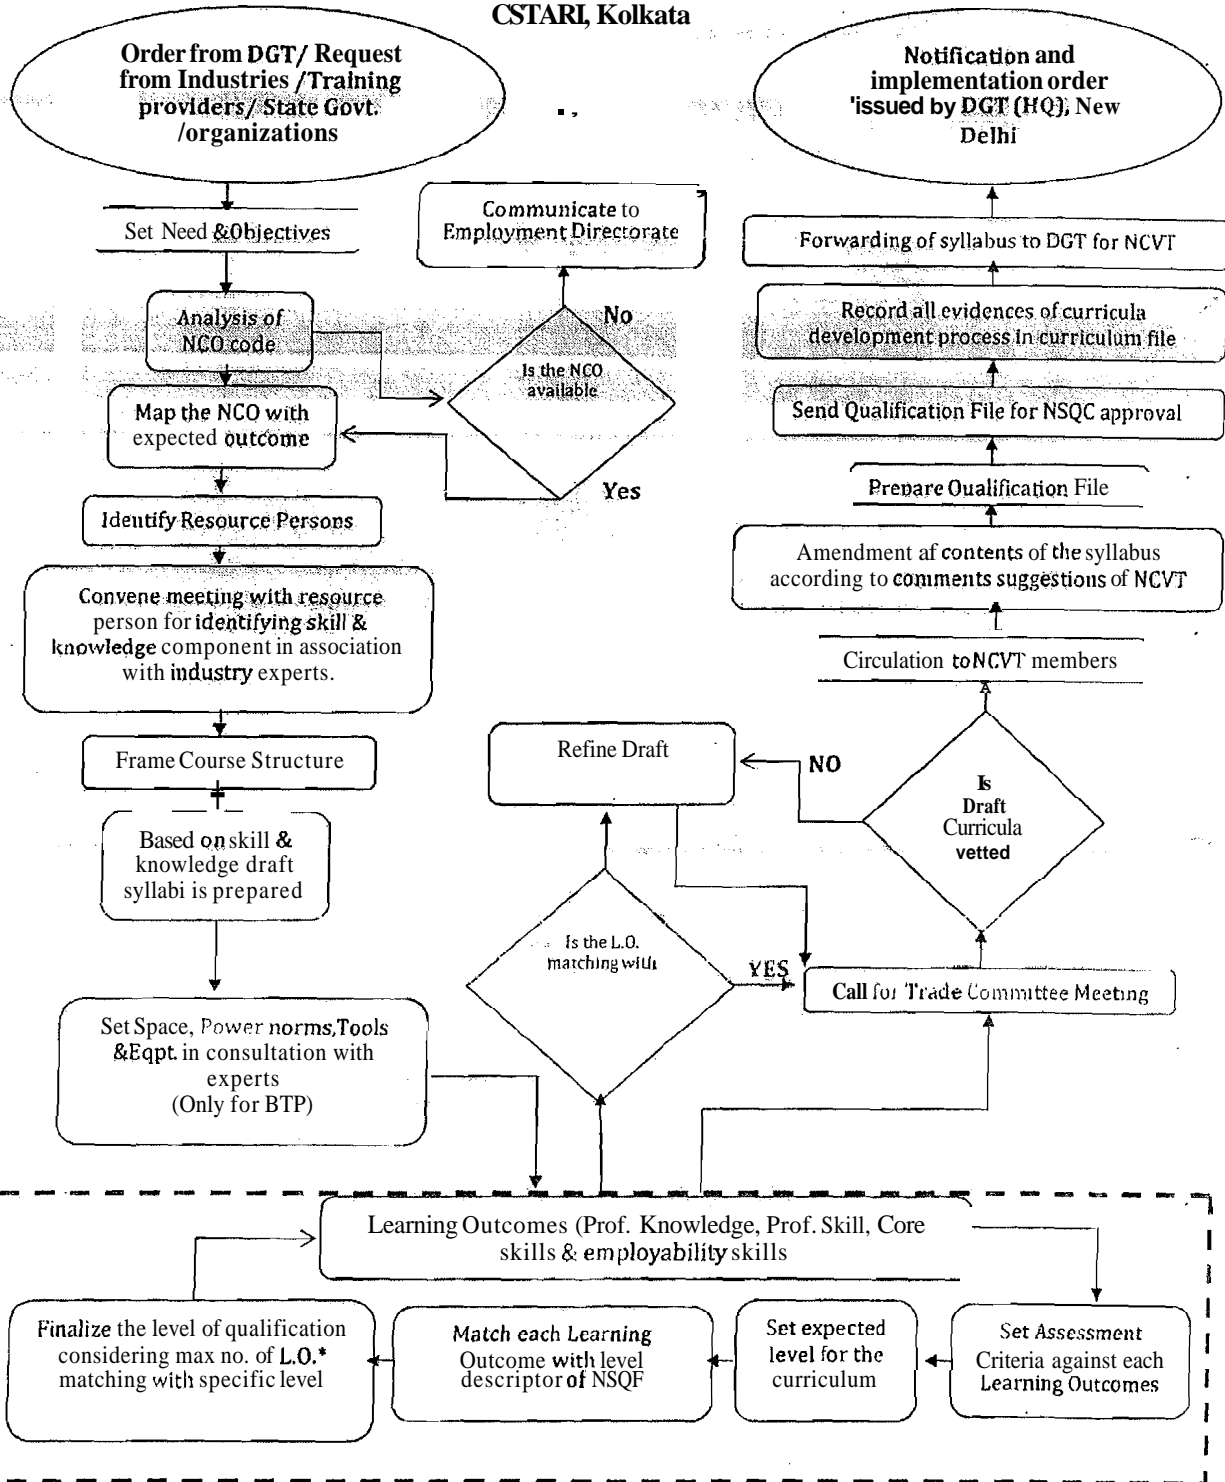 CSTARI, Kolkata
Order from DGT/ Request
from Industries /Training
providers/ State Govt.
/organizations
Set Need &Objectives
Analysis of
NCO code
Map the NCO with
expected outcome
Identify Resource Persons
Convene meeting with resource
person for identifying skill &
knowledge component in association
with industry experts.
Frame Course Structure
Based on skill &
knowledge draft
syllabi is prepared
Set Space, Power norms,Tools
&Eqpt. in consultation with
experts
(Only for BTP)
Communicate to
Employment Directorate
No
Is the NCO
available
Yes
Refine Draft
Is the L.O.
matching with
YES
NO
Is
Draft
Curricula
vetted
Call for Trade Committee Meeting
Circulation toNCVT members
Amendment af contents of the syllabus
according to comments suggestions of NCVT
Prepare Qualification File
Send Qualification File for NSQC approval
Record all evidences of curricula
development process in curriculum file
Forwarding of syllabus to DGT for NCVT
Notification and
implementation order
'issued by DGT (HQ), New
Delhi
Learning Outcomes (Prof. Knowledge, Prof. Skill, Core
skills & employability skills
Finalize the level of qualification
considering max no. of L.O.*
matching with specific level
Match each Learning
Outcome with level
descriptor of NSQF
Set expected
level for the
curriculum
Set Assessment
Criteria against each
Learning Outcomes